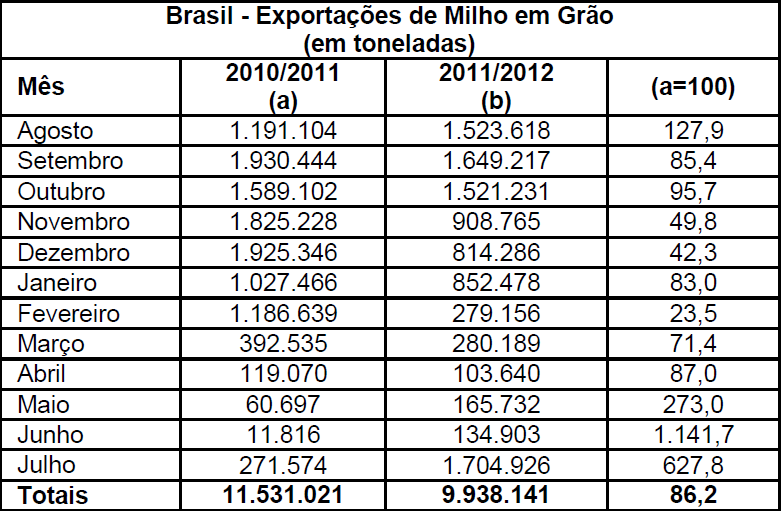 Brasil - Exportações de Milho em Grão
(em toneladas)
Mês 2010/2011 (a) 2011/2012 (b) (a=100)
Agosto 1.191.104 1.523.618 127,9
Setembro 1.930.444 1.649.217 85,4
Outubro 1.589.102 1.521.231 95,7
Novembro 1.825.228 908.765 49,8
Dezembro 1.925.346 814.286 42,3
Janeiro 1.027.466 852.478 83,0
Fevereiro 1.186.639 279.156 23,5
Março 392.535 280.189 71,4
Abril 119.070 103.640 87,0
Maio 60.697 165.732 273,0
Junho 11.816 134.903 1.141,7
Julho 271.574 1.704.926 627,8
Totais 11.531.021 9.938.141 86,2